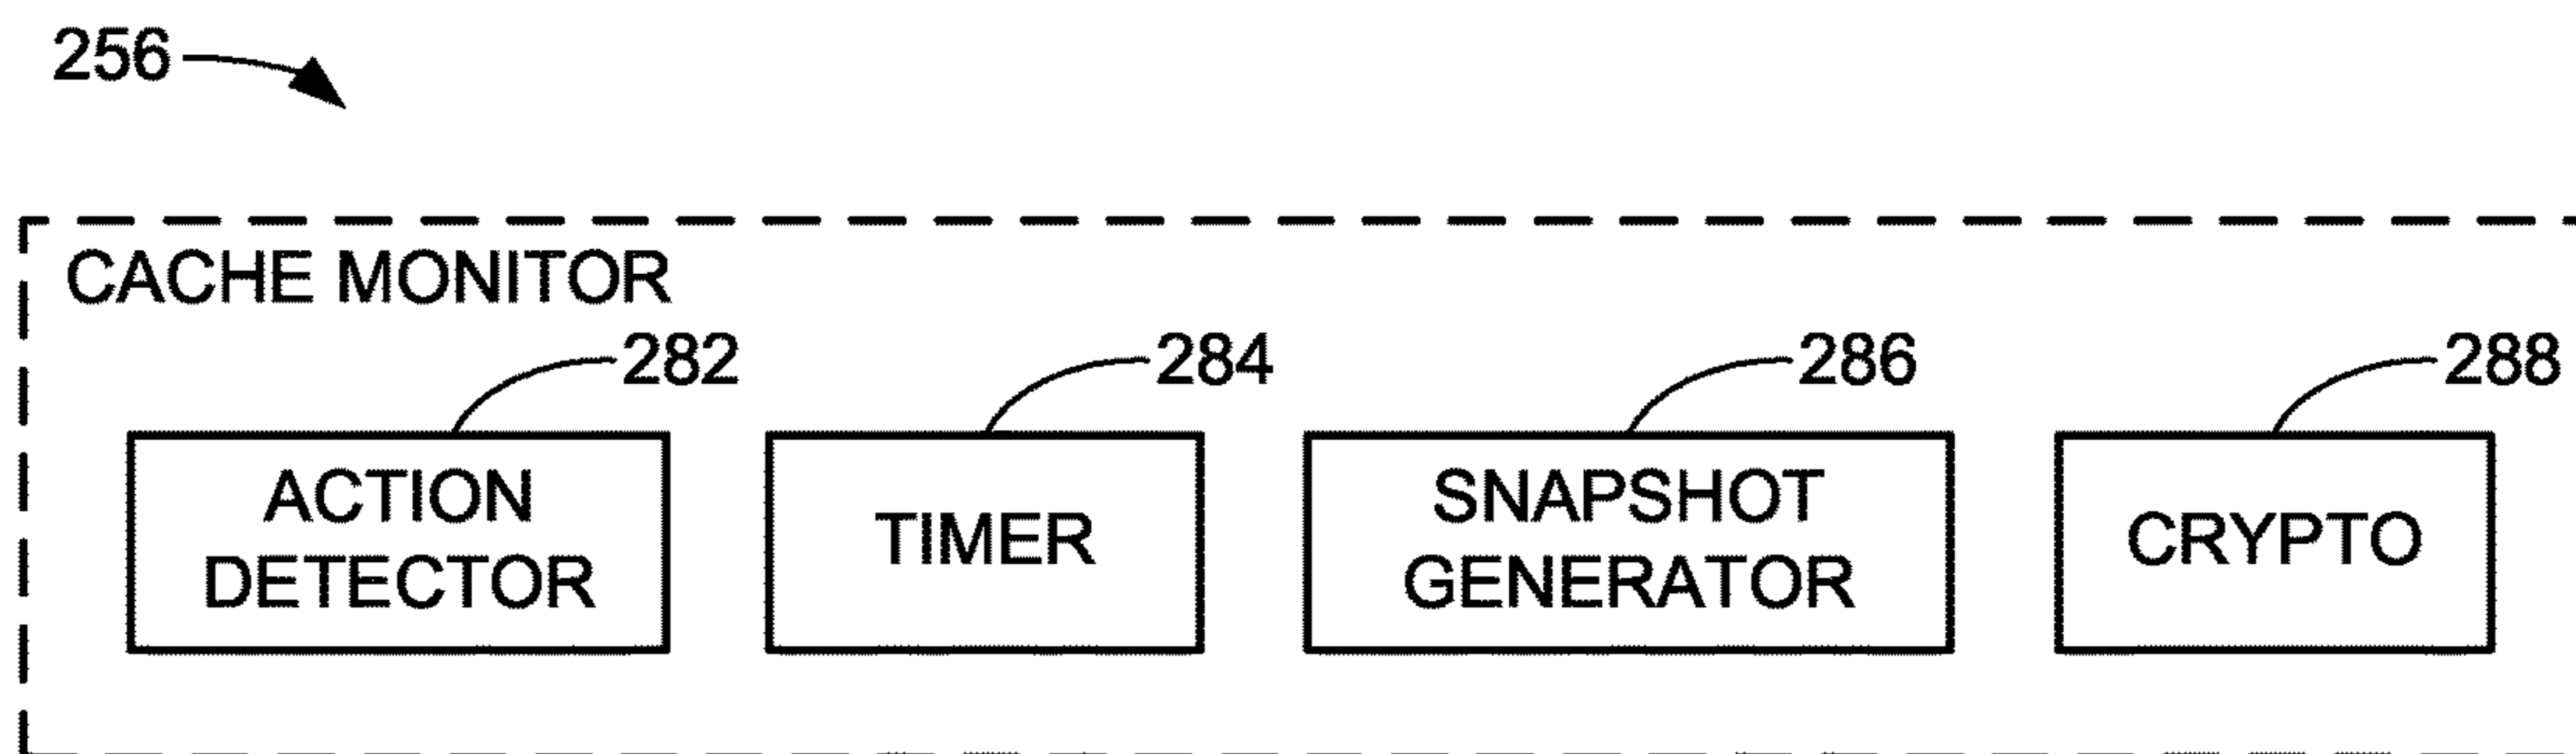 256
CACHE MONITOR
282
284
286
288
ACTION
DETECTOR
TIMER
SNAPSHOT
GENERATOR
CRYPTO